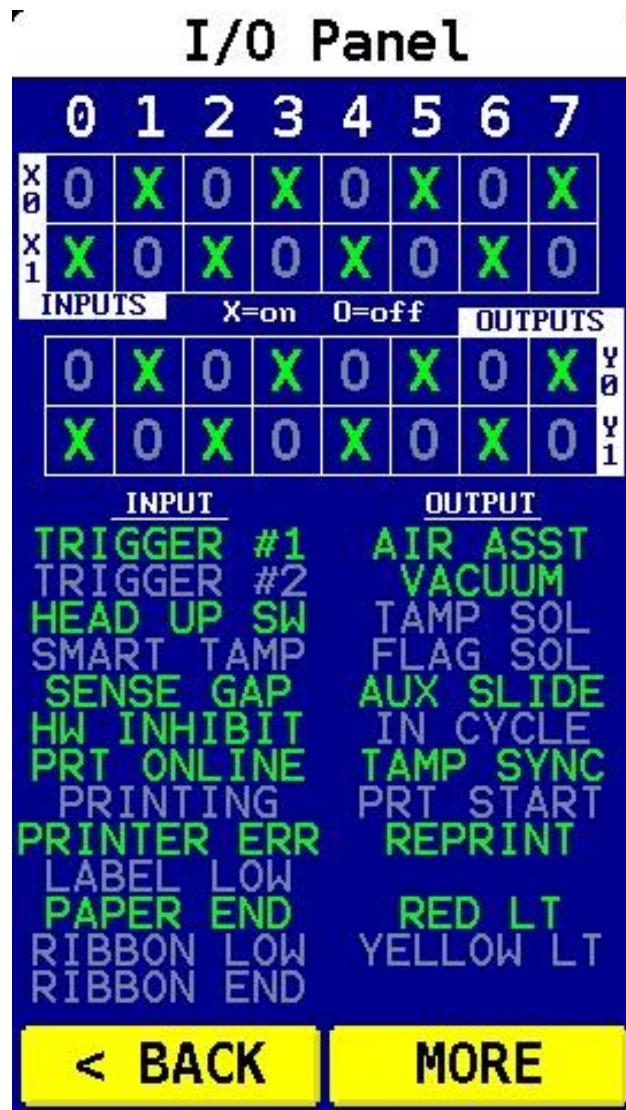 I/O Panel
0 1 2 3 4 5 6 7
X0 O X O X O X O X
X1 X O X O X O X O
INPUTS X=on O=off OUTPUTS
O X O X O X O X Y0
X O X O X O X O Y1
INPUT OUTPUT
TRIGGER #1 AIR ASST
TRIGGER #2 VACUUM
HEAD UP SW TAMP SOL
SMART TAMP FLAG SOL
SENSE GAP AUX SLIDE
HW INHIBIT IN CYCLE
PRT ONLINE TAMP SYNC
PRINTING PRT START
PRINTER ERR REPRINT
LABEL LOW
PAPER END RED LT
RIBBON LOW YELLOW LT
RIBBON END
< BACK MORE